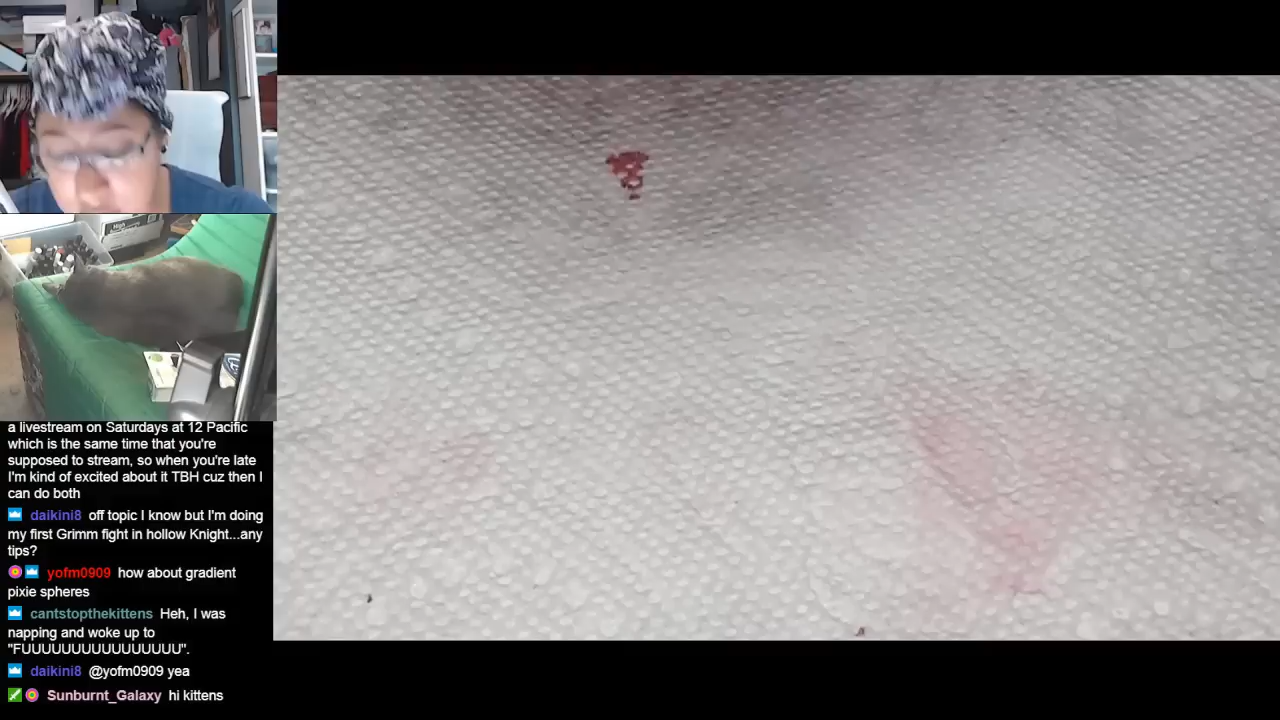 High
a livestream on Saturdays at 12 Pacific
which is the same time that you're
supposed to stream, so when you're late
I'm kind of excited about it TBH cuz then I
can do both
daikini8 off topic I know but I'm doing
my first Grimm fight in hollow Knight...any
tips?
yofm0909 how about gradient
pixie spheres
cantstopthekittens Heh, I was
napping and woke up to
"FUUUUUUUUUUUUUUUU".
daikini8 @yofm0909 yea
Sunburnt_Galaxy hi kittens